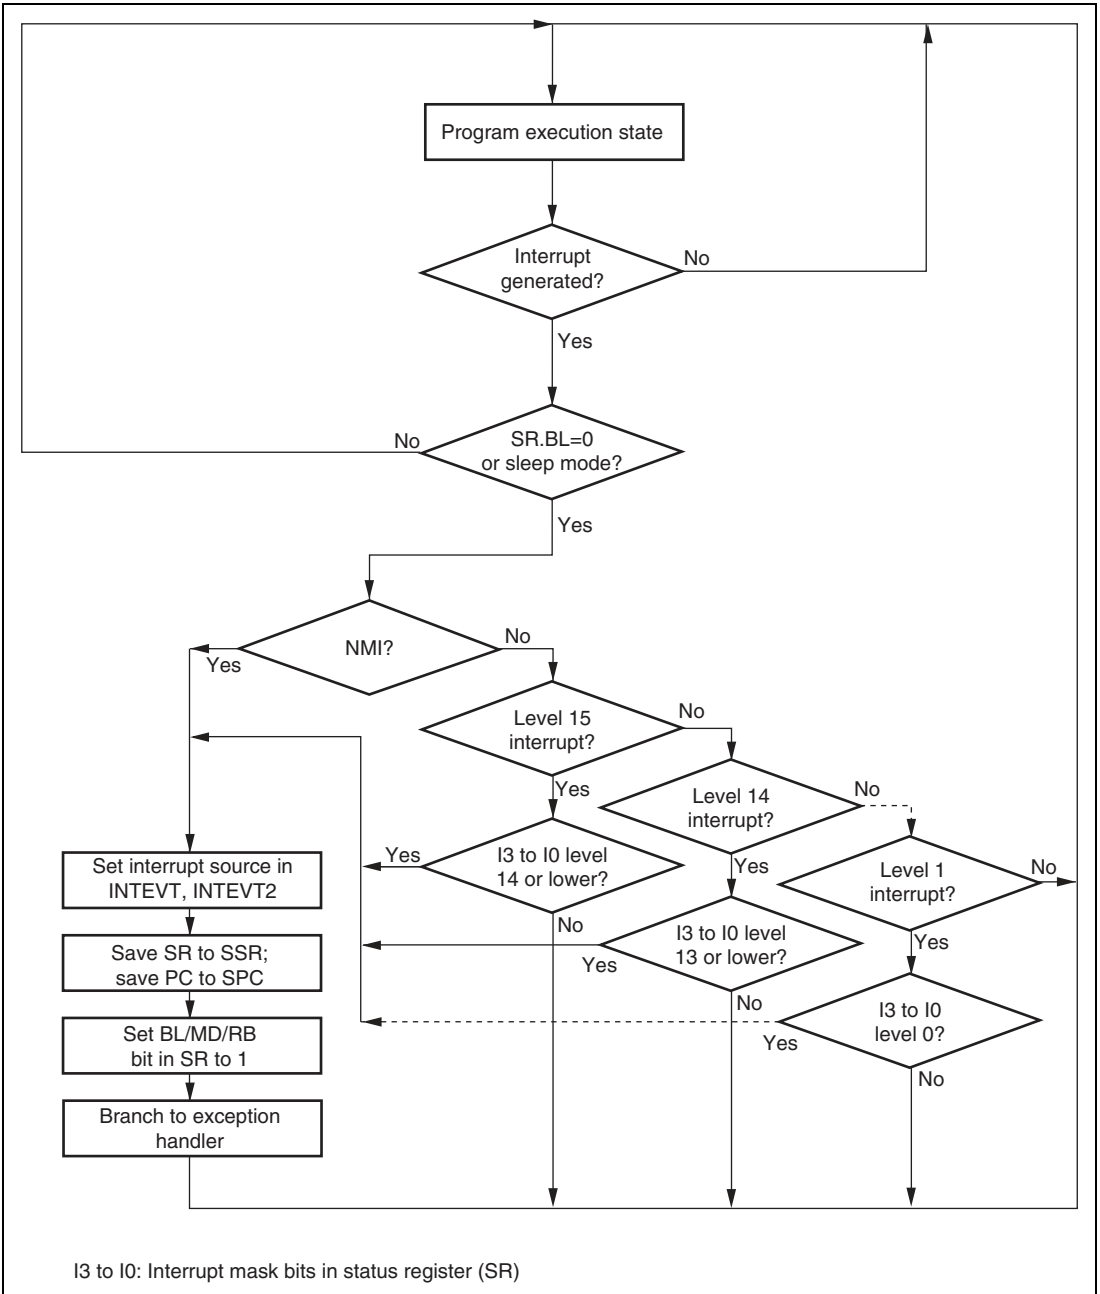 Program execution state
Interrupt
generated?
No
Yes
SR.BL=0
or sleep mode?
No
Yes
NMI?
Yes
No
Level 15
interrupt?
No
Yes
Level 14
interrupt?
No
Yes
Level 1
interrupt?
No
Yes
I3 to I0 level
14 or lower?
Yes
No
I3 to I0 level
13 or lower?
Yes
No
I3 to I0
level 0?
Yes
No
Set interrupt source in
INTEVT, INTEVT2
Save SR to SSR;
save PC to SPC
Set BL/MD/RB
bit in SR to 1
Branch to exception
handler
I3 to I0: Interrupt mask bits in status register (SR)